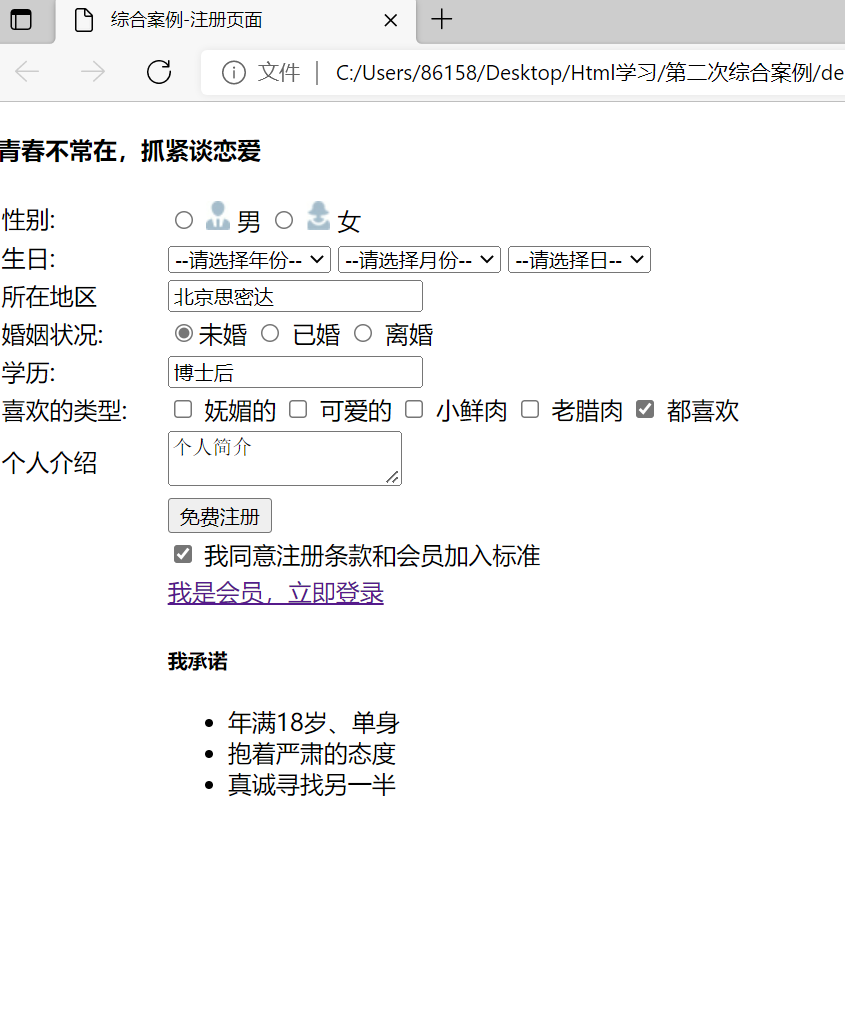 综合案例-注册页面
文件 | C:/Users/86158/Desktop/Html学习/第二次综合案例/de
青春不常在，抓紧谈恋爱
性别: 男 女
生日: --请选择年份-- --请选择月份-- --请选择日--
所在地区 北京思密达
婚姻状况: 未婚 已婚 离婚
学历: 博士后
喜欢的类型: 妩媚的 可爱的 小鲜肉 老腊肉 都喜欢
个人介绍 个人简介
免费注册
我同意注册条款和会员加入标准
我是会员，立即登录
我承诺
年满18岁、单身
抱着严肃的态度
真诚寻找另一半